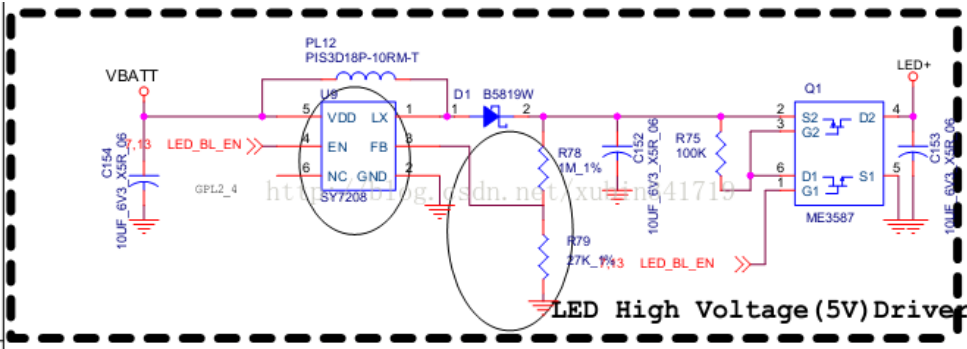 PL12
PIS3D18P-10RM-T
VBATT
U9
D1
B5819W
Q1
LED+
5
VDD
LX
1
1
2
2
S2
D2
4
3
G2
7,13
LED_BL_EN
4
EN
FB
3
R78
1M_1%
C152
10UF_6V3_X5R_06
R75
100K
C154
10UF_6V3_X5R_06
GPL2_4
6
NC
GND
2
SY7208
6
D1
S1
5
1
G1
ME3587
C153
10UF_6V3_X5R_06
R79
27K_1%
7,13
LED_BL_EN
LED High Voltage(5V)Driver